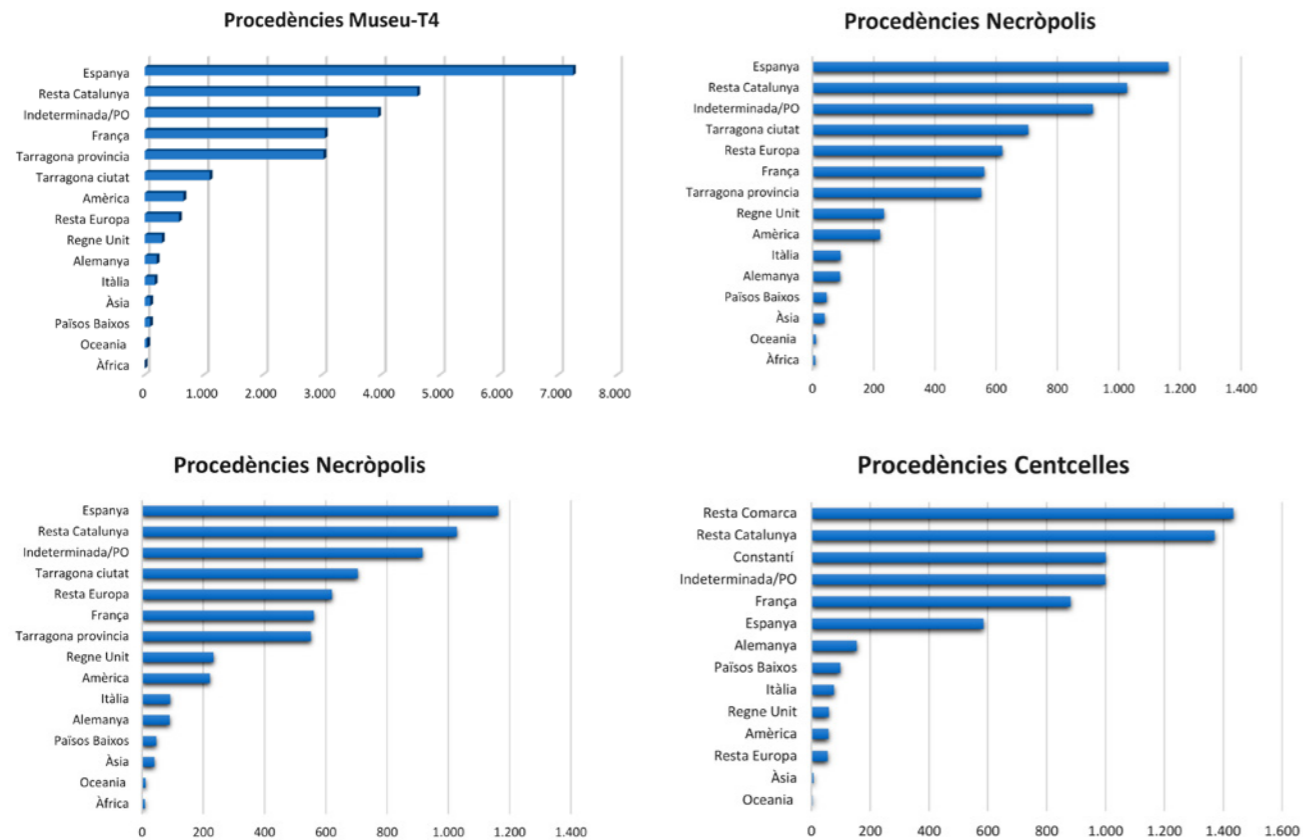 Procedències Museu-T4
Espanya
Resta Catalunya
Indeterminada/PO
França
Tarragona provincia
Tarragona ciutat
Amèrica
Resta Europa
Regne Unit
Alemanya
Itàlia
Àsia
Països Baixos
Oceania
Àfrica
0 1.000 2.000 3.000 4.000 5.000 6.000 7.000 8.000
Procedències Necròpolis
Espanya
Resta Catalunya
Indeterminada/PO
Tarragona ciutat
Resta Europa
França
Tarragona provincia
Regne Unit
Amèrica
Itàlia
Alemanya
Països Baixos
Àsia
Oceania
Àfrica
0 200 400 600 800 1.000 1.200 1.400
Procedències Necròpolis
Espanya
Resta Catalunya
Indeterminada/PO
Tarragona ciutat
Resta Europa
França
Tarragona provincia
Regne Unit
Amèrica
Itàlia
Alemanya
Països Baixos
Àsia
Oceania
Àfrica
0 200 400 600 800 1.000 1.200 1.400
Procedències Centcelles
Resta Comarca
Resta Catalunya
Constantí
Indeterminada/PO
França
Espanya
Alemanya
Països Baixos
Itàlia
Regne Unit
Amèrica
Resta Europa
Àsia
Oceania
0 200 400 600 800 1.000 1.200 1.400 1.600